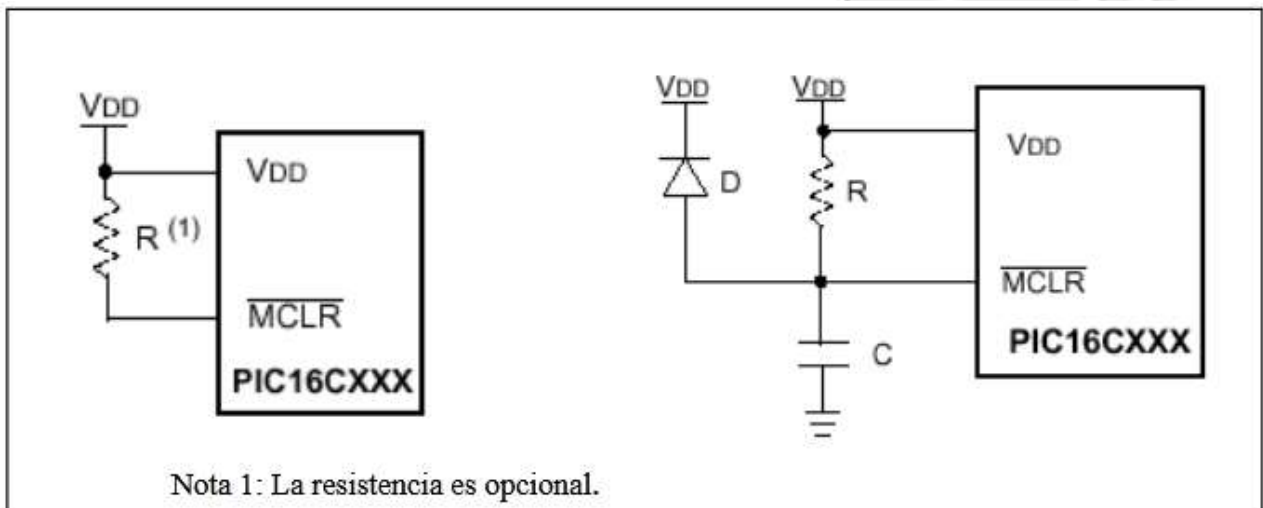 VDD
VDD
R (1)
MCLR
PIC16CXXX
VDD
VDD
VDD
D
R
MCLR
PIC16CXXX
C
Nota 1: La resistencia es opcional.